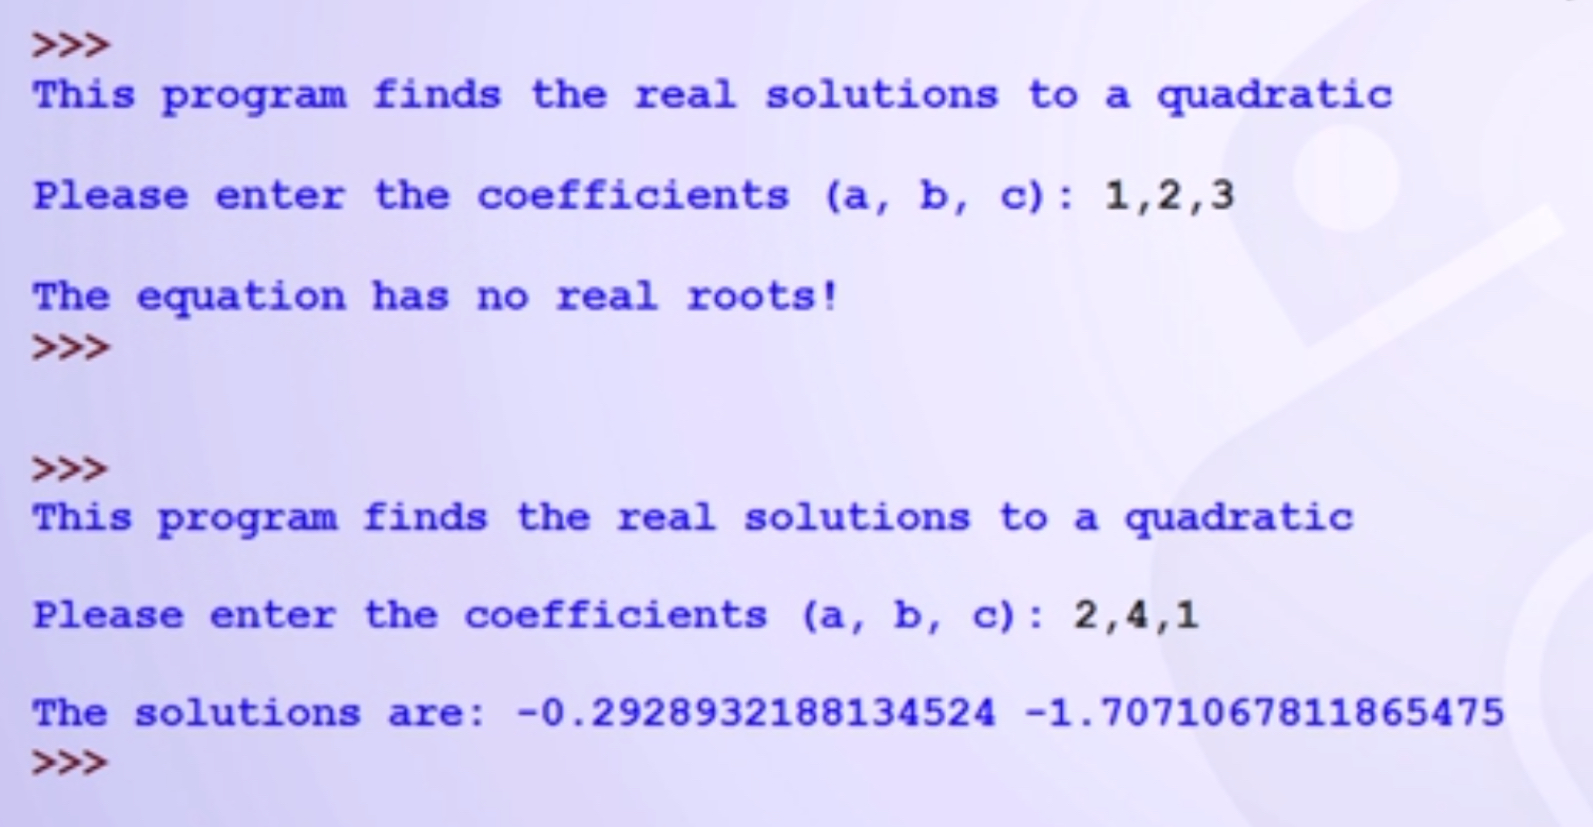 >>>
This program finds the real solutions to a quadratic
Please enter the coefficients (a, b, c): 1,2,3
The equation has no real roots!
>>>
>>>
This program finds the real solutions to a quadratic
Please enter the coefficients (a, b, c): 2,4,1
The solutions are: -0.2928932188134524 -1.7071067811865475
>>>